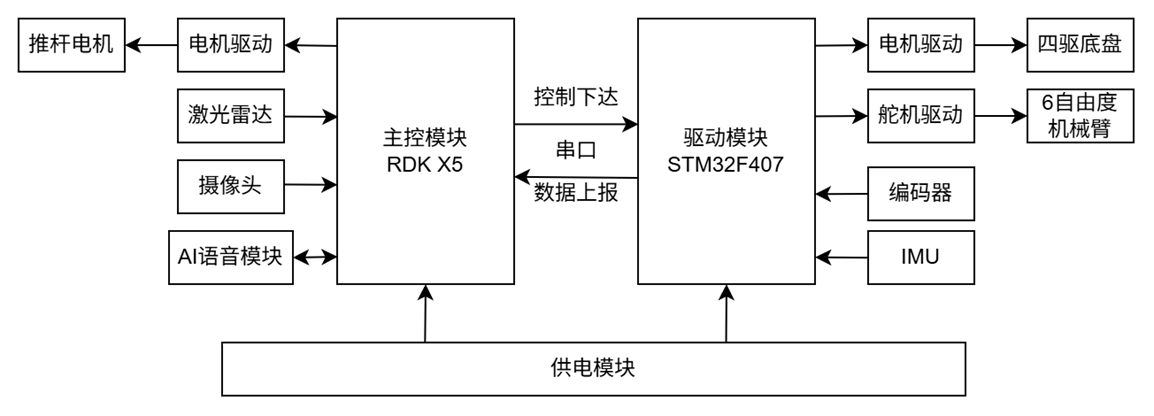 推杆电机
电机驱动
激光雷达
摄像头
AI语音模块
主控模块
RDK X5
控制下达
串口
数据上报
驱动模块
STM32F407
电机驱动
四驱底盘
舵机驱动
6自由度
机械臂
编码器
IMU
供电模块